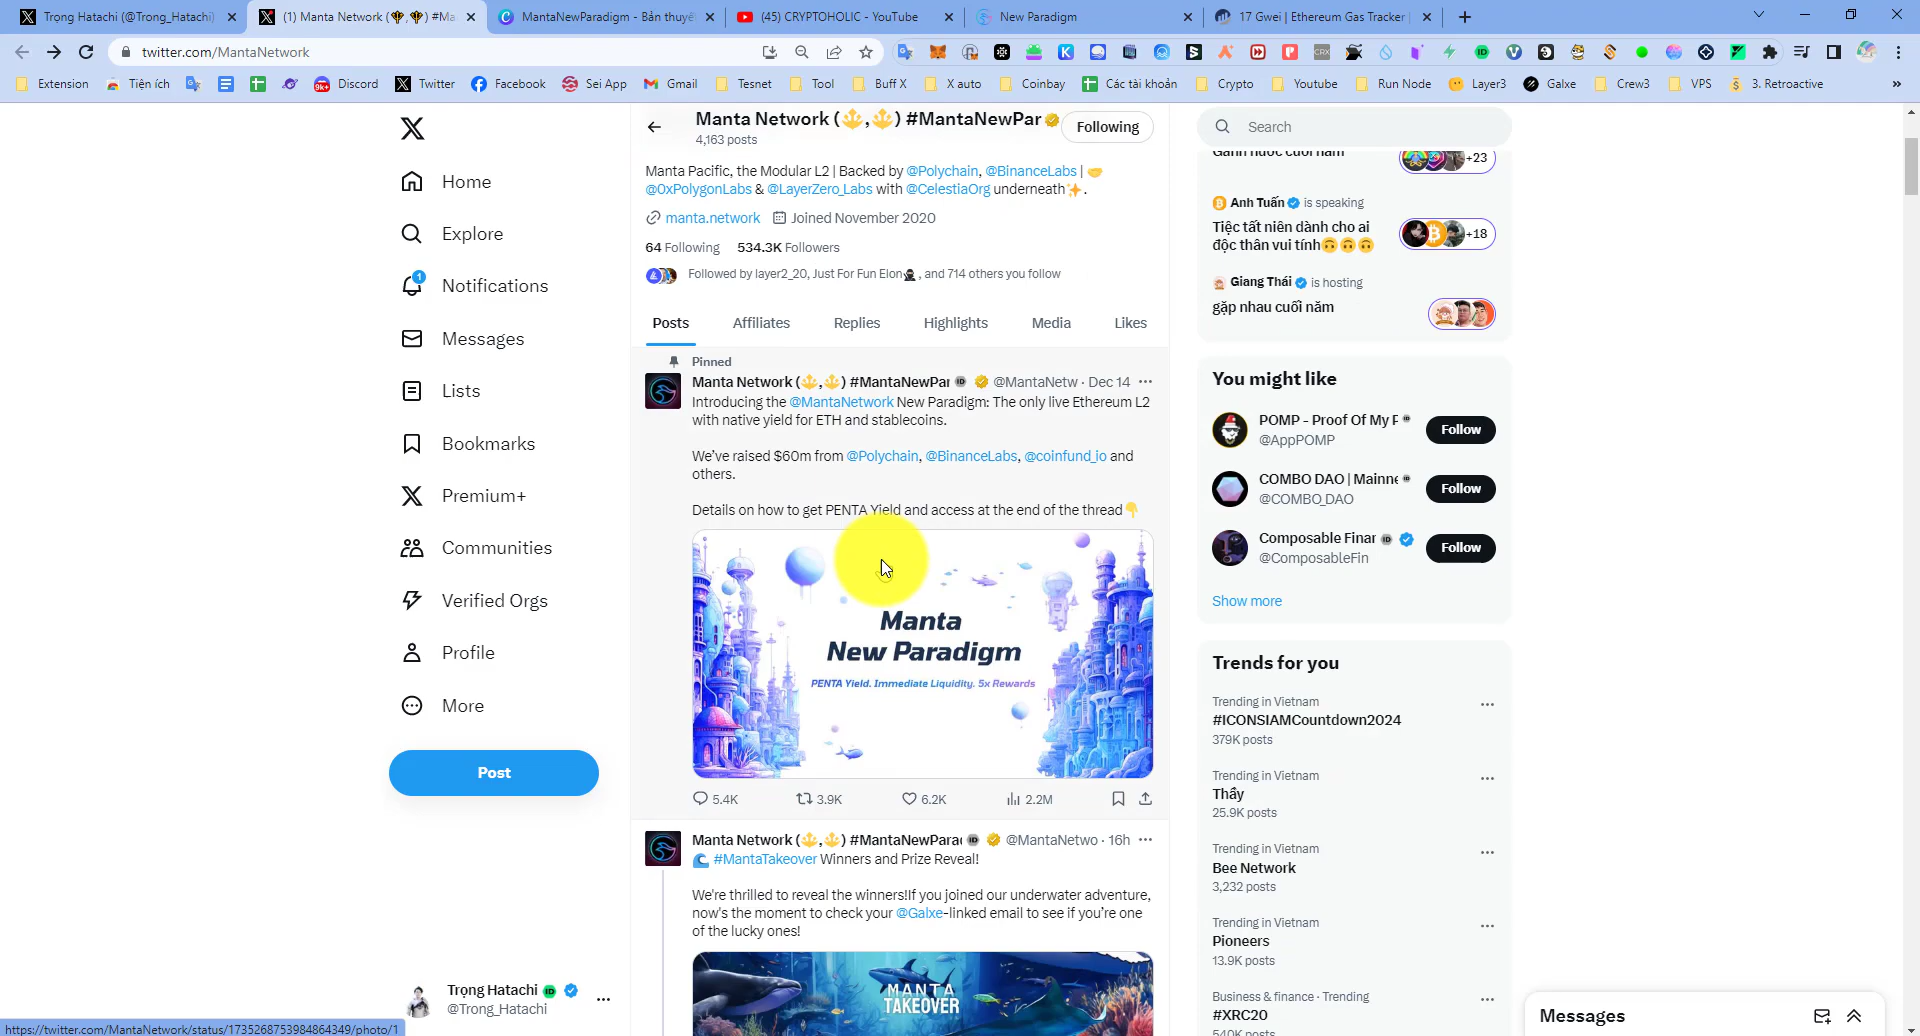 Trọng Hatachi (@Trong_Hatachi)
(1) Manta Network (🔱,🔱) #Ma
MantaNewParadigm - Bản thuyế
(45) CRYPTOHOLIC - YouTube
New Paradigm
17 Gwei | Ethereum Gas Tracker
twitter.com/MantaNetwork
Extension
Tiện ích
Discord
Twitter
Facebook
Sei App
Gmail
Tesnet
Tool
Buff X
X auto
Coinbay
Các tài khoản
Crypto
Youtube
Run Node
Layer3
Galxe
Crew3
VPS
3. Retroactive
Home
Explore
1
Notifications
Messages
Lists
Bookmarks
Premium+
Communities
Verified Orgs
Profile
More
Post
Trọng Hatachi
@Trong_Hatachi
https://twitter.com/MantaNetwork/status/1735268753984864349/photo/1
Manta Network (🔱,🔱) #MantaNewPar
4,163 posts
Following
Manta Pacific, the Modular L2 | Backed by @Polychain, @BinanceLabs | 🤝
@0xPolygonLabs & @LayerZero_Labs with @CelestiaOrg underneath✨.
manta.network Joined November 2020
64 Following 534.3K Followers
Followed by layer2_20, Just For Fun Elon🥷, and 714 others you follow
Posts
Affiliates
Replies
Highlights
Media
Likes
Pinned
Manta Network (🔱,🔱) #MantaNewPar @MantaNetw · Dec 14
Introducing the @MantaNetwork New Paradigm: The only live Ethereum L2
with native yield for ETH and stablecoins.
We've raised $60m from @Polychain, @BinanceLabs, @coinfund_io and
others.
Details on how to get PENTA Yield and access at the end of the thread👇
Manta
New Paradigm
PENTA Yield. Immediate Liquidity. 5x Rewards
5.4K
3.9K
6.2K
2.2M
Manta Network (🔱,🔱) #MantaNewPara @MantaNetwo · 16h
🌊 #MantaTakeover Winners and Prize Reveal!
We're thrilled to reveal the winners!If you joined our underwater adventure,
now's the moment to check your @Galxe-linked email to see if you're one
of the lucky ones!
MANTA
TAKEOVER
Search
Gánh nước cuối năm
+23
Anh Tuấn is speaking
Tiệc tất niên dành cho ai
độc thân vui tính🙃🙃🙃
+18
Giang Thái is hosting
gặp nhau cuối năm
You might like
POMP - Proof Of My P
@AppPOMP
Follow
COMBO DAO | Mainne
@COMBO_DAO
Follow
Composable Finan
@ComposableFin
Follow
Show more
Trends for you
Trending in Vietnam
#ICONSIAMCountdown2024
379K posts
Trending in Vietnam
Thầy
25.9K posts
Trending in Vietnam
Bee Network
3,232 posts
Trending in Vietnam
Pioneers
13.9K posts
Business & finance · Trending
#XRC20
540K posts
Messages